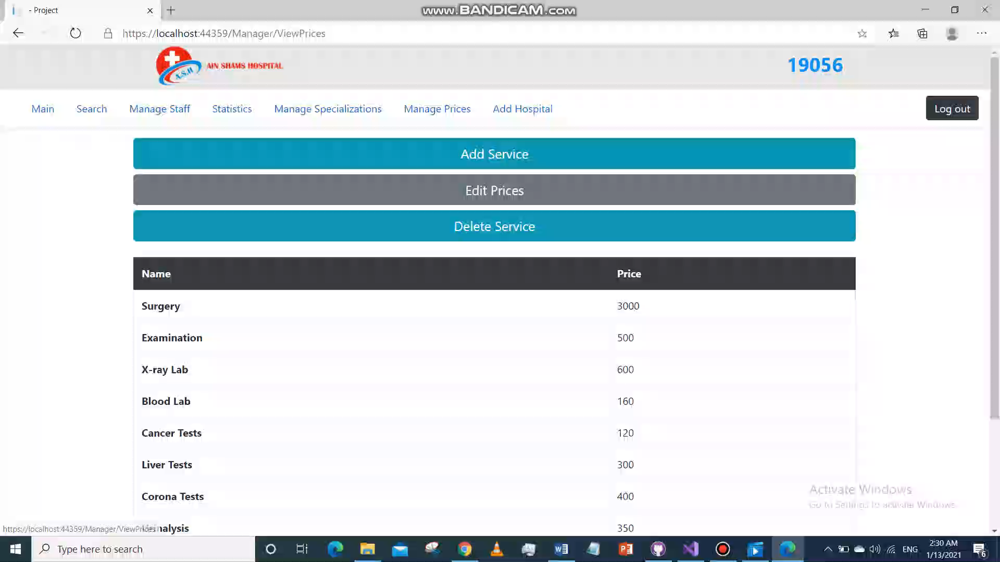 - Project
www.BANDICAM.com
https://localhost:44359/Manager/ViewPrices
A.S.H
AIN SHAMS HOSPITAL
19056
Main
Search
Manage Staff
Statistics
Manage Specializations
Manage Prices
Add Hospital
Log out
Add Service
Edit Prices
Delete Service
Name Price
Surgery 3000
Examination 500
X-ray Lab 600
Blood Lab 160
Cancer Tests 120
Liver Tests 300
Corona Tests 400
Activate Windows
Go to Settings to activate Windows.
350
https://localhost:44359/Manager/ViewPrices
Type here to search
ENG
2:30 AM
1/13/2021
6